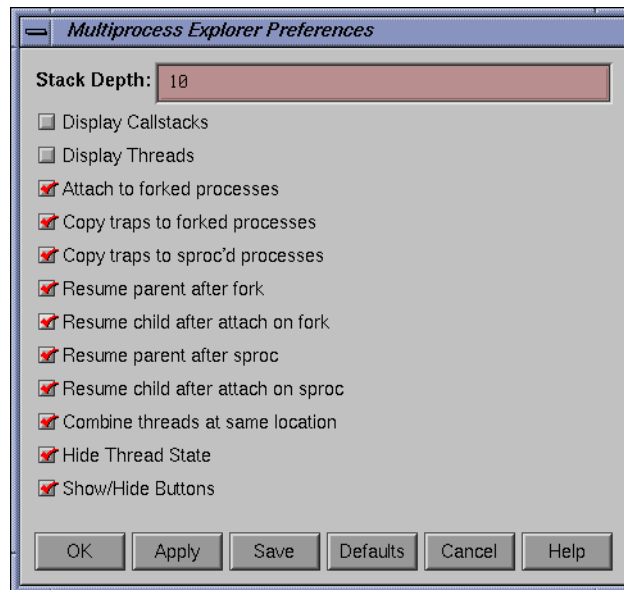 Multiprocess Explorer Preferences
Stack Depth: 10
Display Callstacks
Display Threads
Attach to forked processes
Copy traps to forked processes
Copy traps to sproc'd processes
Resume parent after fork
Resume child after attach on fork
Resume parent after sproc
Resume child after attach on sproc
Combine threads at same location
Hide Thread State
Show/Hide Buttons
OK Apply Save Defaults Cancel Help